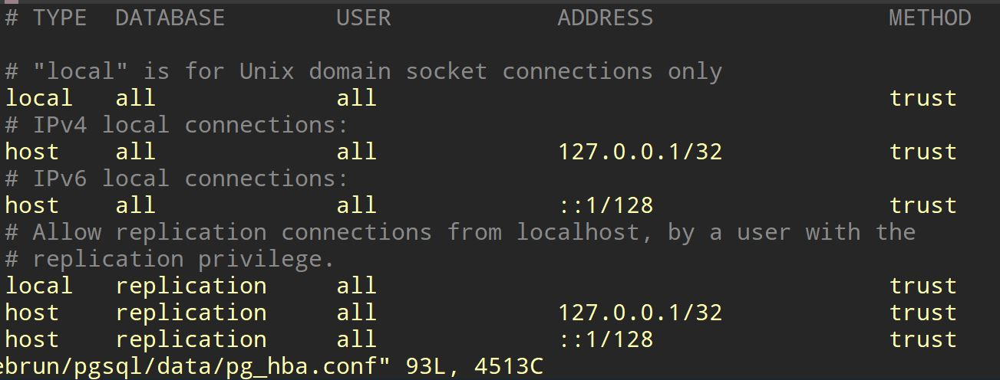 # TYPE  DATABASE        USER            ADDRESS                 METHOD
# "local" is for Unix domain socket connections only
local   all             all                                     trust
# IPv4 local connections:
host    all             all             127.0.0.1/32            trust
# IPv6 local connections:
host    all             all             ::1/128                 trust
# Allow replication connections from localhost, by a user with the
# replication privilege.
local   replication     all                                     trust
host    replication     all             127.0.0.1/32            trust
host    replication     all             ::1/128                 trust
ebrun/pgsql/data/pg_hba.conf" 93L, 4513C